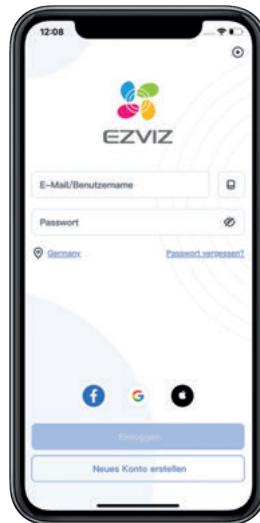 12:08
EZVIZ
E-Mail/Benutzername
Passwort
Germany
Passwort vergessen?
Einloggen
Neues Konto erstellen